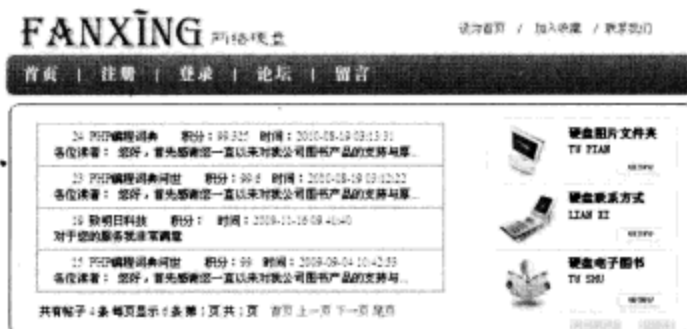 FANXING 网络硬盘
设为首页 / 加入收藏 / 联系我们
首页 | 注册 | 登录 | 论坛 | 留言
24 PHP编程词典 积分：99.325 时间：2010-08-19 03:13:31
各位读者： 您好，首先感谢您一直以来对我公司图书产品的支持与厚...
23 PHP编程词典问世 积分：99.6 时间：2010-08-19 03:12:22
各位读者： 您好，首先感谢您一直以来对我公司图书产品的支持与厚...
19 致明日科技 积分： 时间：2009-11-16 09:41:40
对于您的服务我非常满意
15 PHP编程词典问世 积分：99 时间：2009-09-04 10:42:53
各位读者： 您好，首先感谢您一直以来对我公司图书产品的支持与...
共有帖子 4 条 每页显示 6 条 第 1 页 共 1 页 首页 上一页 下一页 尾页
硬盘图片文件夹
TU PIAN
硬盘联系方式
LIAN XI
硬盘电子图书
TU SHU